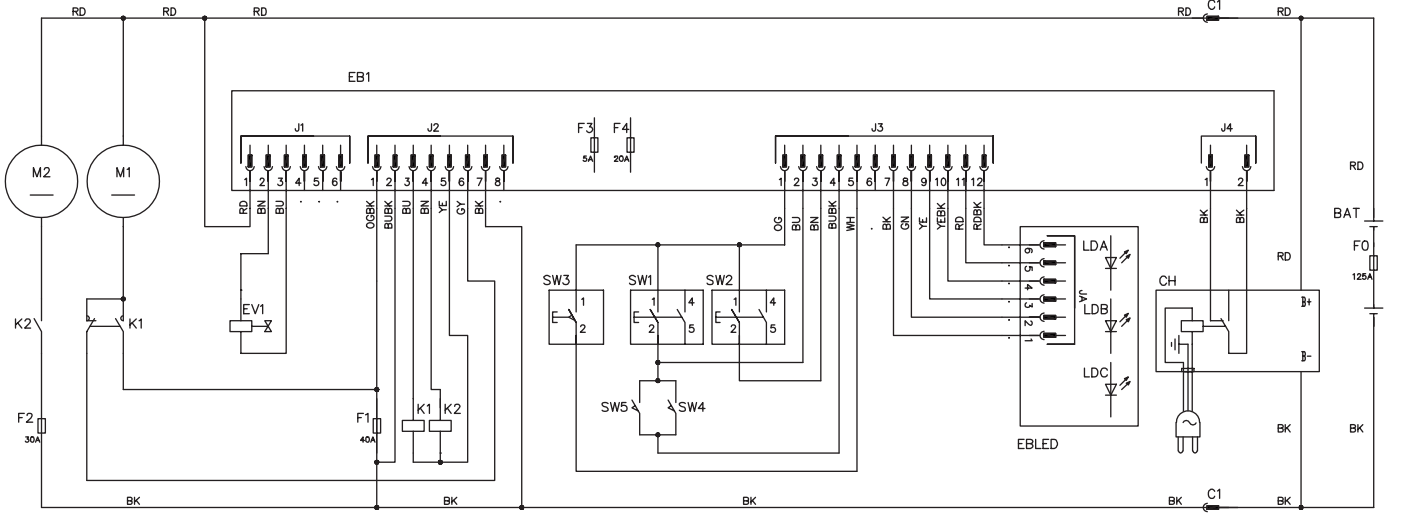 RD RD RD RD C1 RD
EB1
J1 J2 F3 F4 J3 J4
5A 20A
M2 M1
1 2 3 4 5 6 1 2 3 4 5 6 7 8 1 2 3 4 5 6 7 8 9 10 11 12 1 2
RD BN BU . . . OGBK BUBK BU BN YE GY BK . OG BU BN BUBK WH . BK GN YE YEBK RD RDBK BK BK
RD
BAT
F0
125A
RD
6 5 4 3 2 1
. . . . . .
JA
LDA
LDB
LDC
EBLED
SW3 SW1 SW2
1 1 4 1 4
2 2 5 2 5
CH
B+
B-
EV1
K2 K1
SW5 SW4
F2
30A
F1
40A
K1 K2
BK BK
BK BK BK BK C1 BK